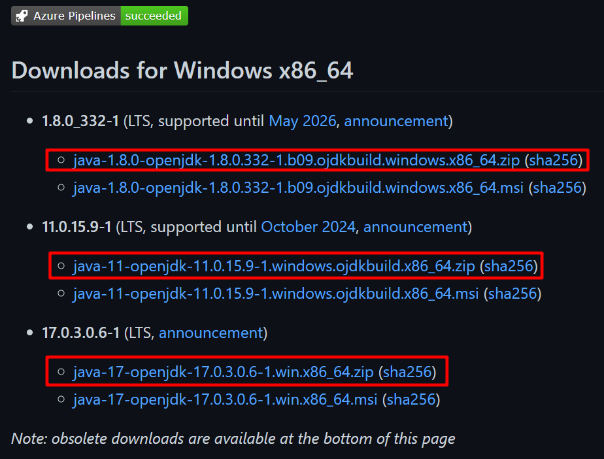 Azure Pipelines succeeded
Downloads for Windows x86_64
1.8.0_332-1 (LTS, supported until May 2026, announcement)
java-1.8.0-openjdk-1.8.0.332-1.b09.ojdkbuild.windows.x86_64.zip (sha256)
java-1.8.0-openjdk-1.8.0.332-1.b09.ojdkbuild.windows.x86_64.msi (sha256)
11.0.15.9-1 (LTS, supported until October 2024, announcement)
java-11-openjdk-11.0.15.9-1.windows.ojdkbuild.x86_64.zip (sha256)
java-11-openjdk-11.0.15.9-1.windows.ojdkbuild.x86_64.msi (sha256)
17.0.3.0.6-1 (LTS, announcement)
java-17-openjdk-17.0.3.0.6-1.win.x86_64.zip (sha256)
java-17-openjdk-17.0.3.0.6-1.win.x86_64.msi (sha256)
Note: obsolete downloads are available at the bottom of this page